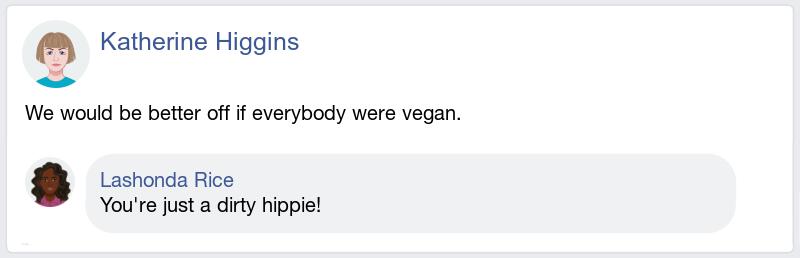 Katherine Higgins
We would be better off if everybody were vegan.
Lashonda Rice
You're just a dirty hippie!